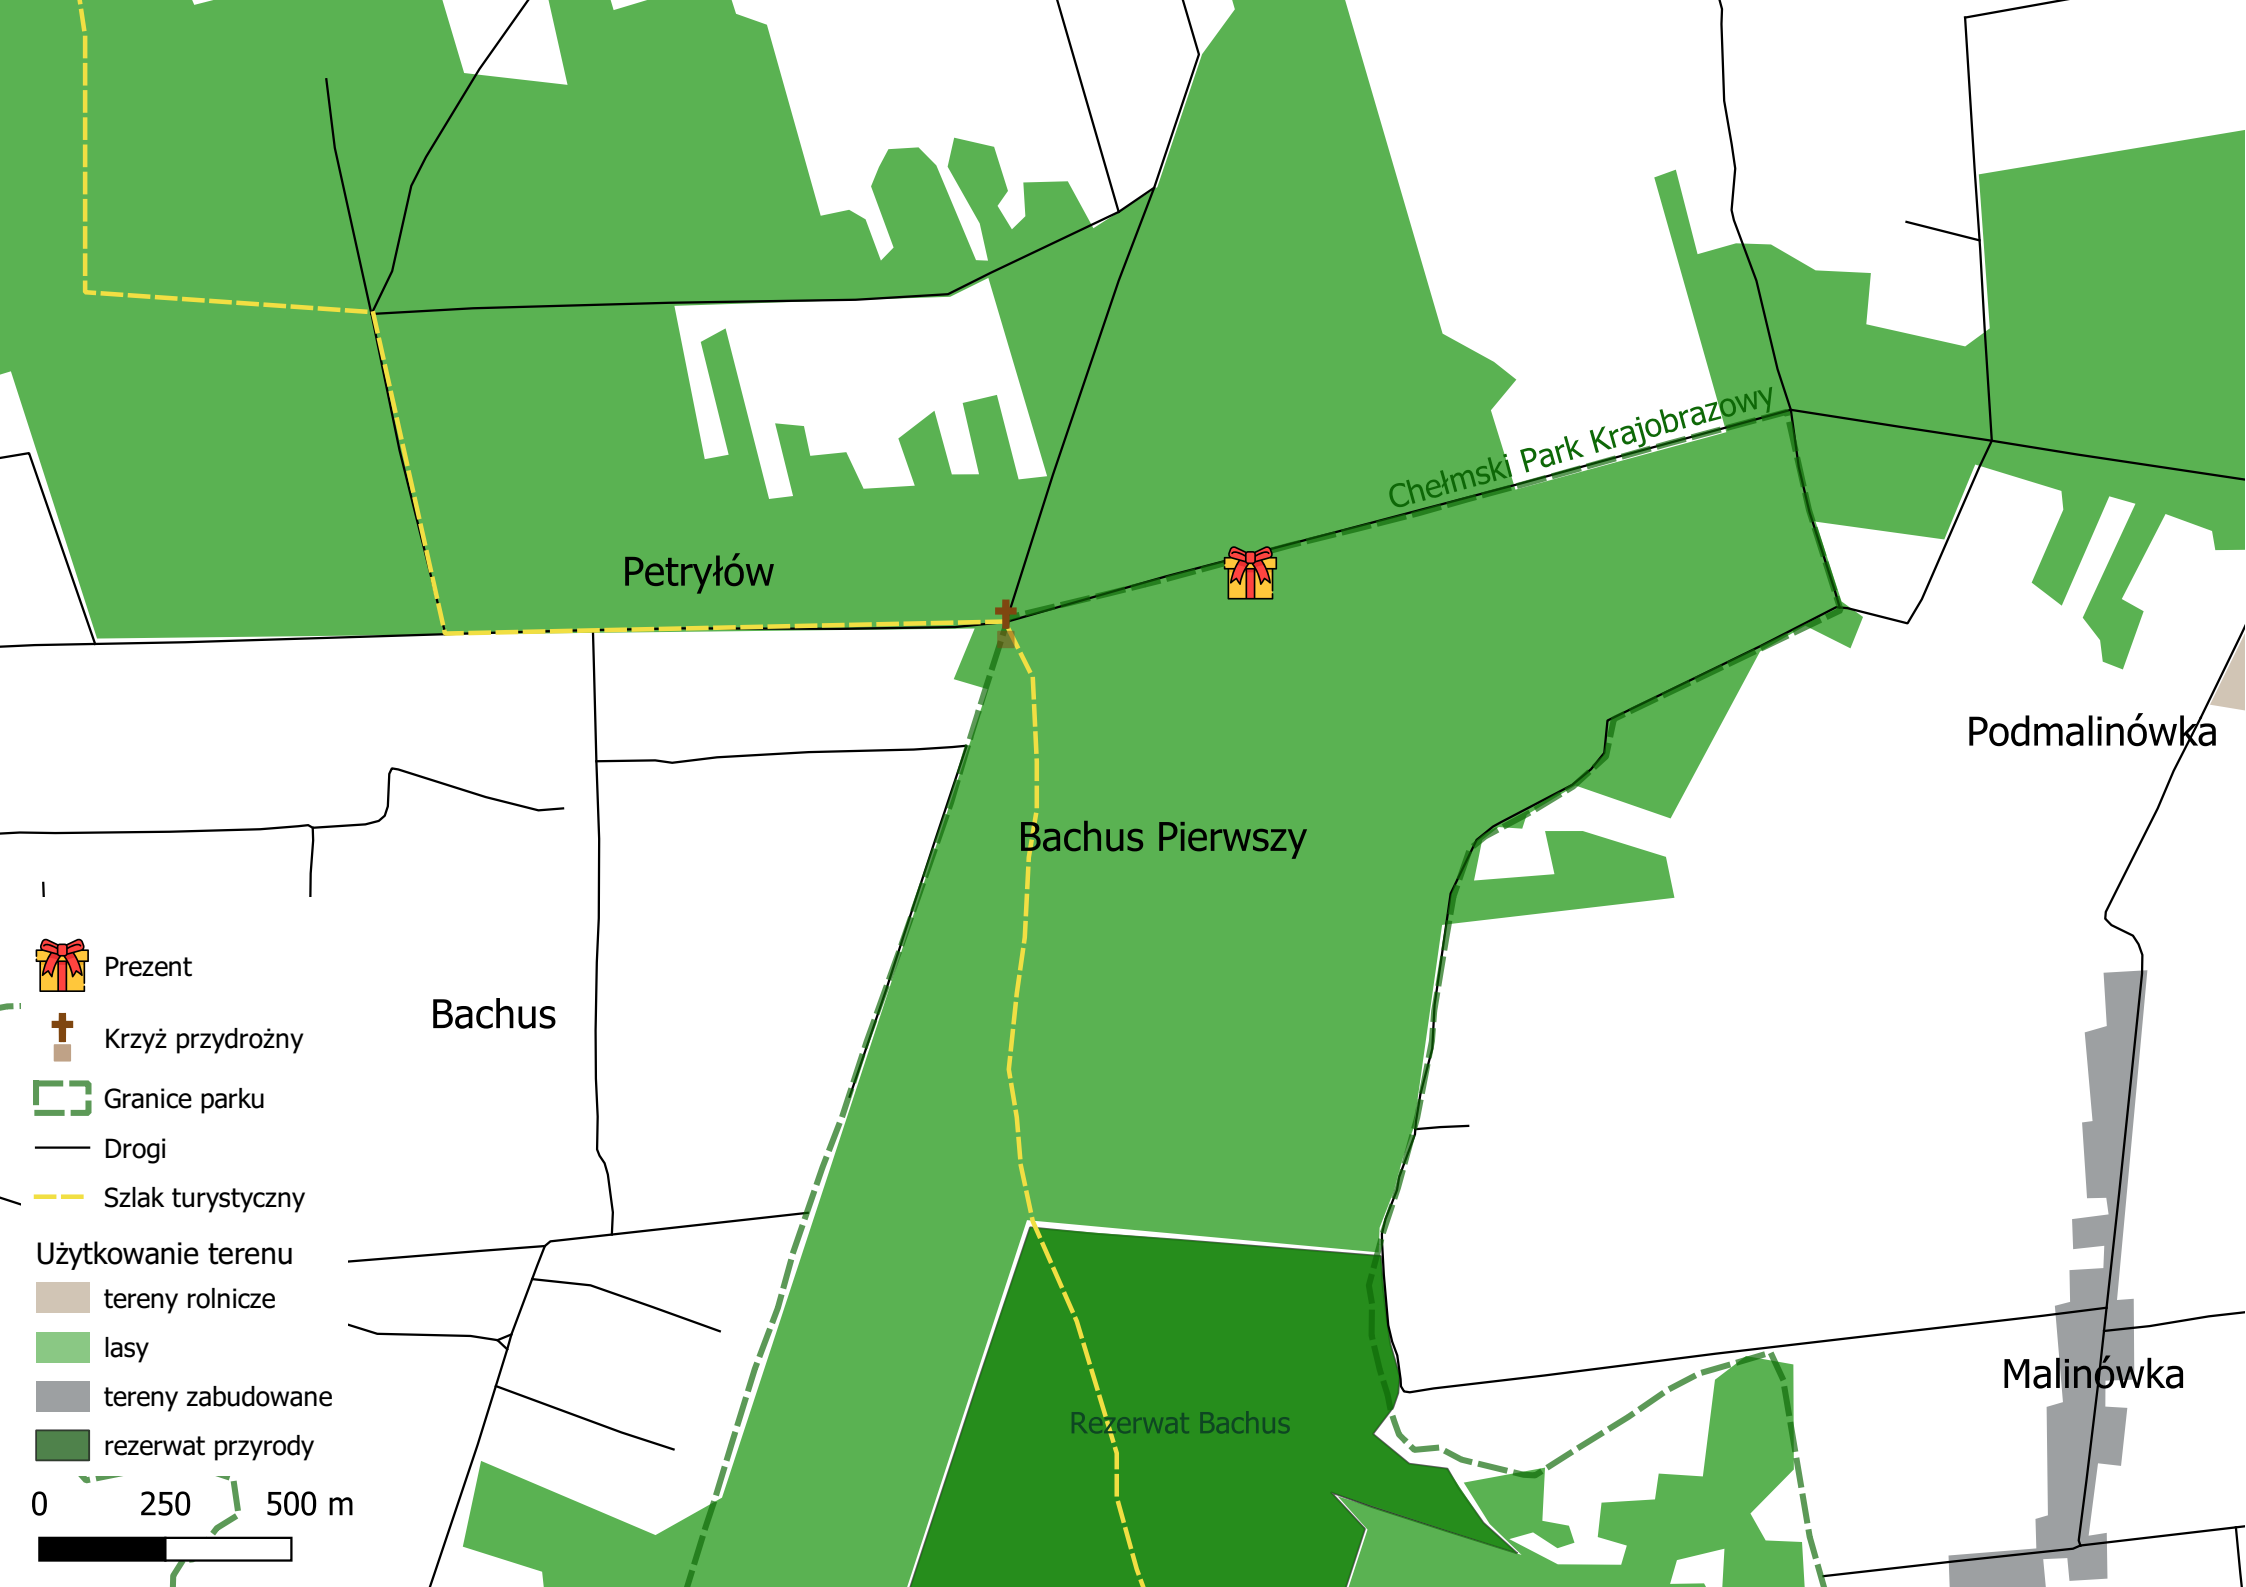 Chełmski Park Krajobrazowy
Petryłów
Podmalinówka
Bachus Pierwszy
Bachus
Malinówka
Rezerwat Bachus
Prezent
Krzyż przydrożny
Granice parku
Drogi
Szlak turystyczny
Użytkowanie terenu
tereny rolnicze
lasy
tereny zabudowane
rezerwat przyrody
0 250 500 m